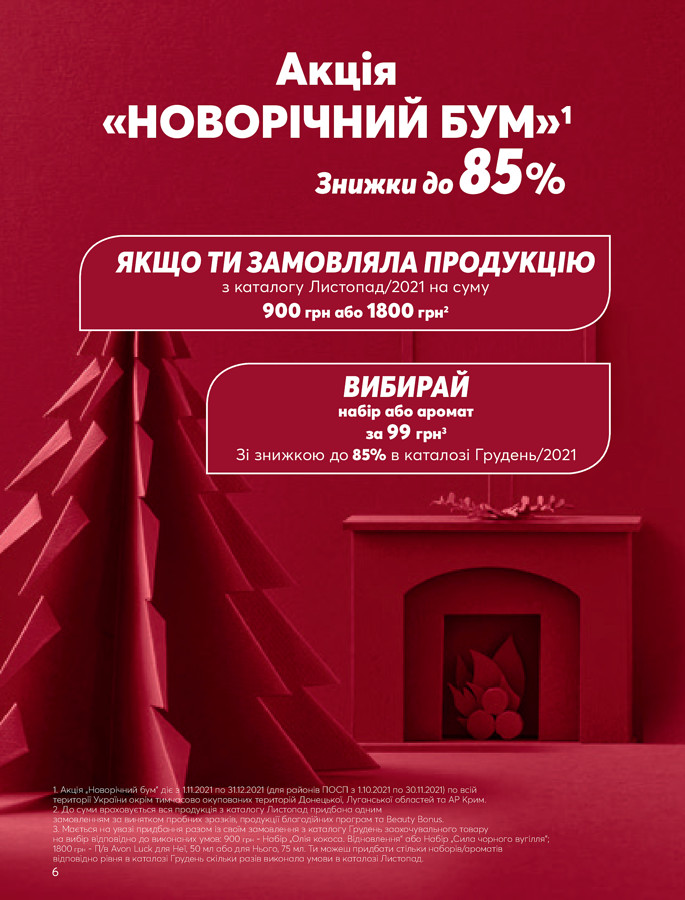 Акція
«НОВОРІЧНИЙ БУМ»¹
Знижки до 85%
ЯКЩО ТИ ЗАМОВЛЯЛА ПРОДУКЦІЮ
з каталогу Листопад/2021 на суму
900 грн або 1800 грн²
ВИБИРАЙ
набір або аромат
за 99 грн³
Зі знижкою до 85% в каталозі Грудень/2021
1. Акція „Новорічний бум" діє з 1.11.2021 по 31.12.2021 (для районів ПОСП з 1.10.2021 по 30.11.2021) по всій
території України окрім тимчасово окупованих територій Донецької, Луганської областей та АР Крим.
2. До суми враховується вся продукція з каталогу Листопад придбана одним
замовленням за винятком пробних зразків, продукції благодійних програм та Beauty Bonus.
3. Мається на увазі придбання разом із своїм замовлення з каталогу Грудень заохочувального товару
на вибір відповідно до виконаних умов: 900 грн - Набір „Олія кокоса. Відновлення" або Набір „Сила чорного вугілля";
1800 грн - П/в Avon Luck для Неї, 50 мл або для Нього, 75 мл. Ти можеш придбати стільки наборів/ароматів
відповідно рівня в каталозі Грудень скільки разів виконала умови в каталозі Листопад.
6